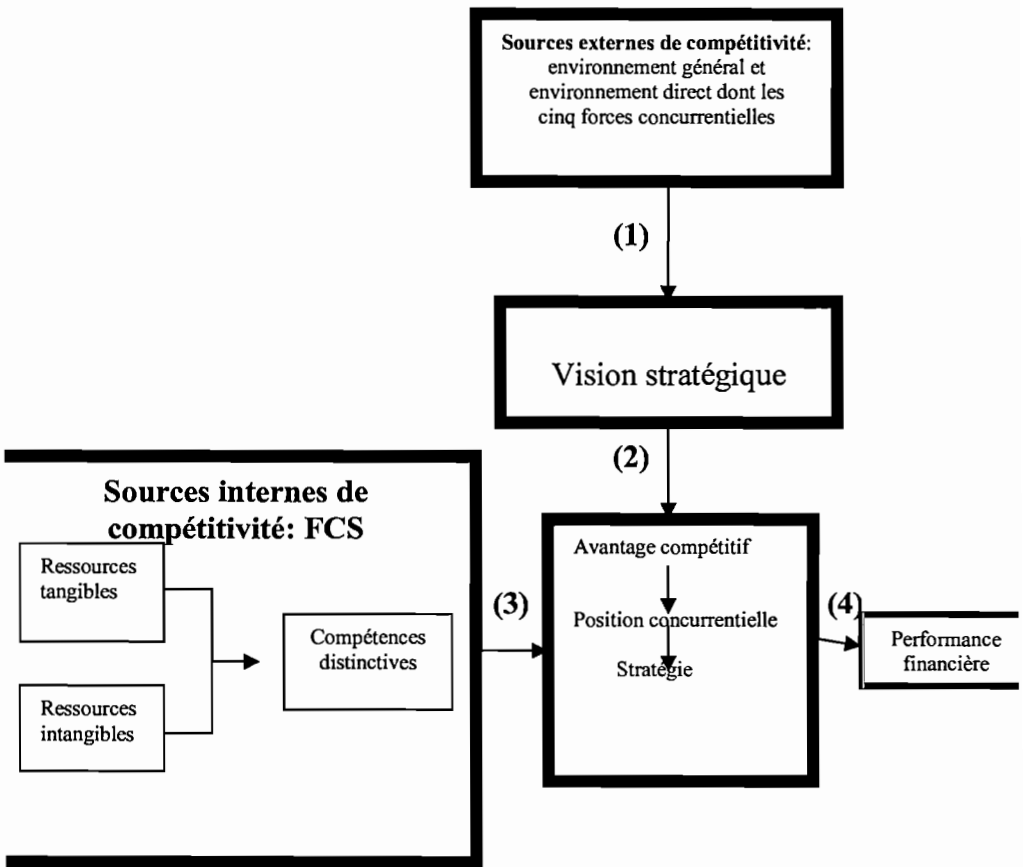 Sources externes de compétitivité:
environnement général et
environnement direct dont les
cinq forces concurrentielles
(1)
Vision stratégique
(2)
Sources internes de
compétitivité: FCS
Ressources
tangibles
Ressources
intangibles
Compétences
distinctives
(3)
Avantage compétitif
Position concurrentielle
Stratégie
(4)
Performance
financière